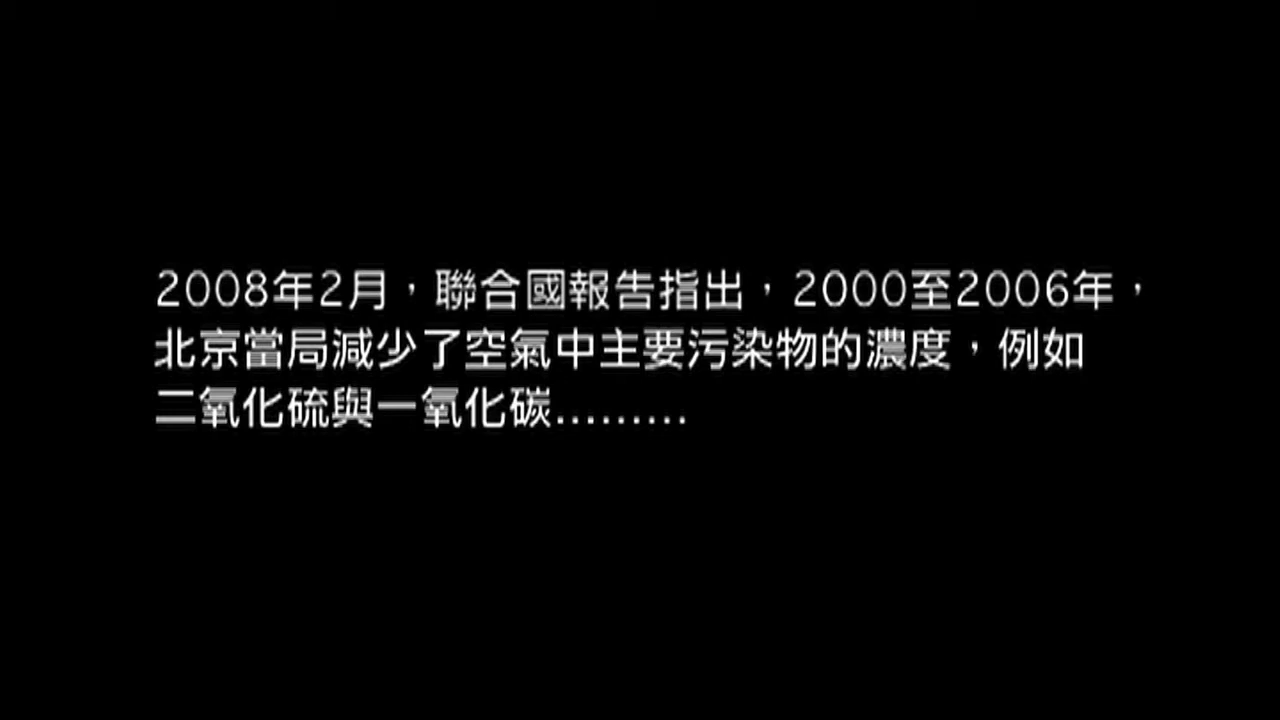 2008年2月，聯合國報告指出，2000至2006年，
北京當局減少了空氣中主要污染物的濃度，例如
二氧化硫與一氧化碳.........